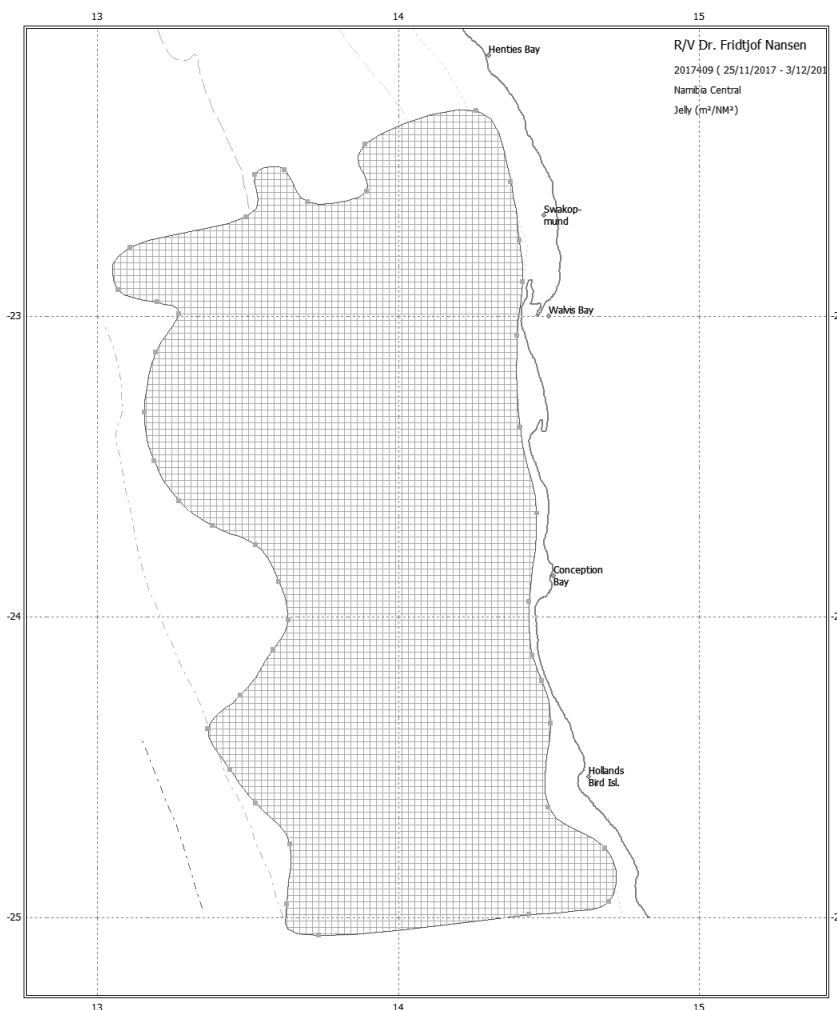 13 14 15
Henties Bay
R/V Dr. Fridtjof Nansen
2017409 ( 25/11/2017 - 3/12/201
Namibia Central
Jelly (m²/NM²)
Swakop-
mund
-23
Walvis Bay
Conception
Bay
-24
Hollands
Bird Isl.
-25
13 14 15